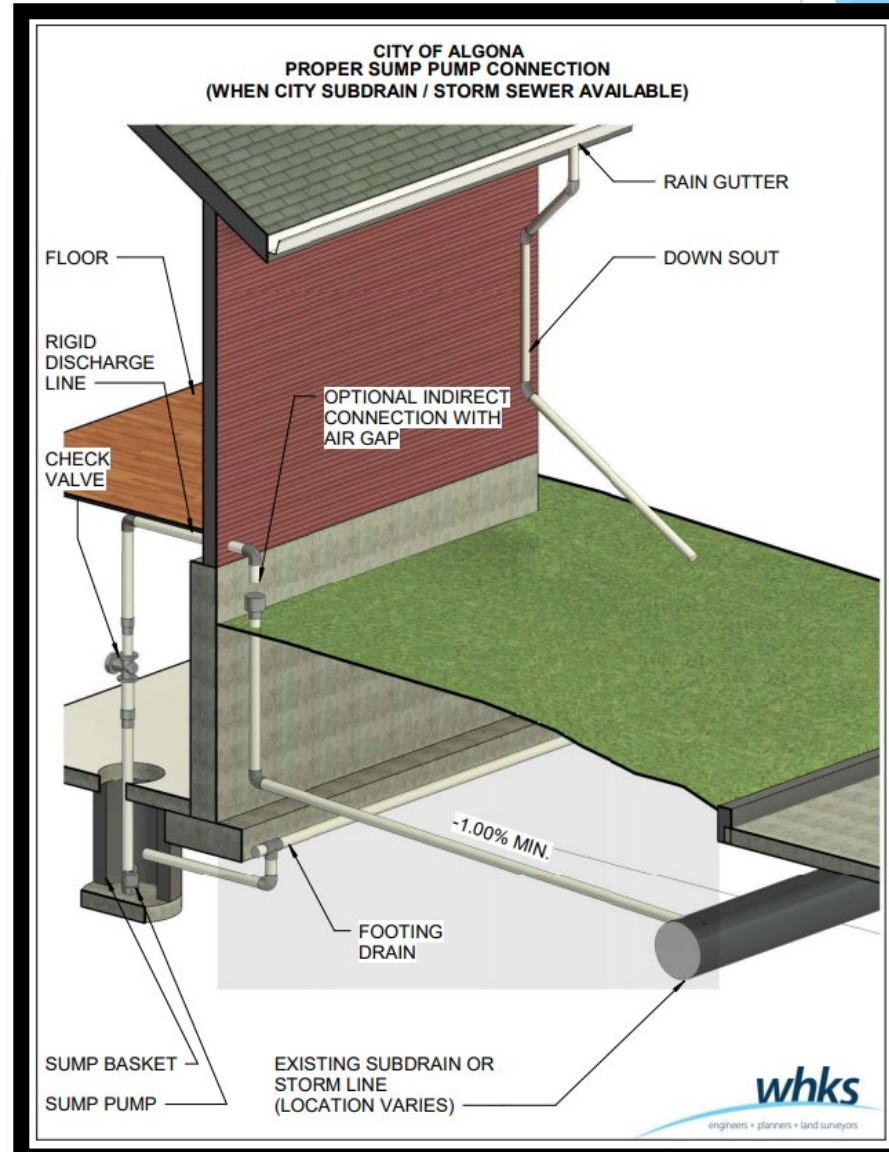 CITY OF ALGONA
PROPER SUMP PUMP CONNECTION
(WHEN CITY SUBDRAIN / STORM SEWER AVAILABLE)
RAIN GUTTER
FLOOR
DOWN SOUT
RIGID
DISCHARGE
LINE
OPTIONAL INDIRECT
CONNECTION WITH
AIR GAP
CHECK
VALVE
-1.00% MIN.
FOOTING
DRAIN
SUMP BASKET
SUMP PUMP
EXISTING SUBDRAIN OR
STORM LINE
(LOCATION VARIES)
whks
engineers + planners + land surveyors